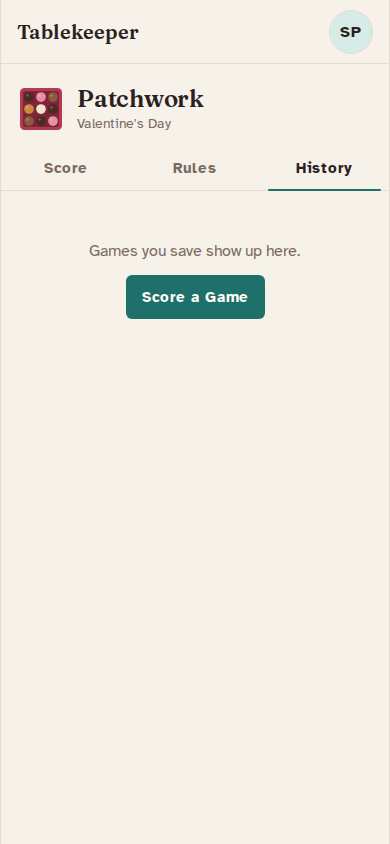 Tablekeeper
SP
Patchwork
Valentine's Day
Score
Rules
History
Games you save show up here.
Score a Game